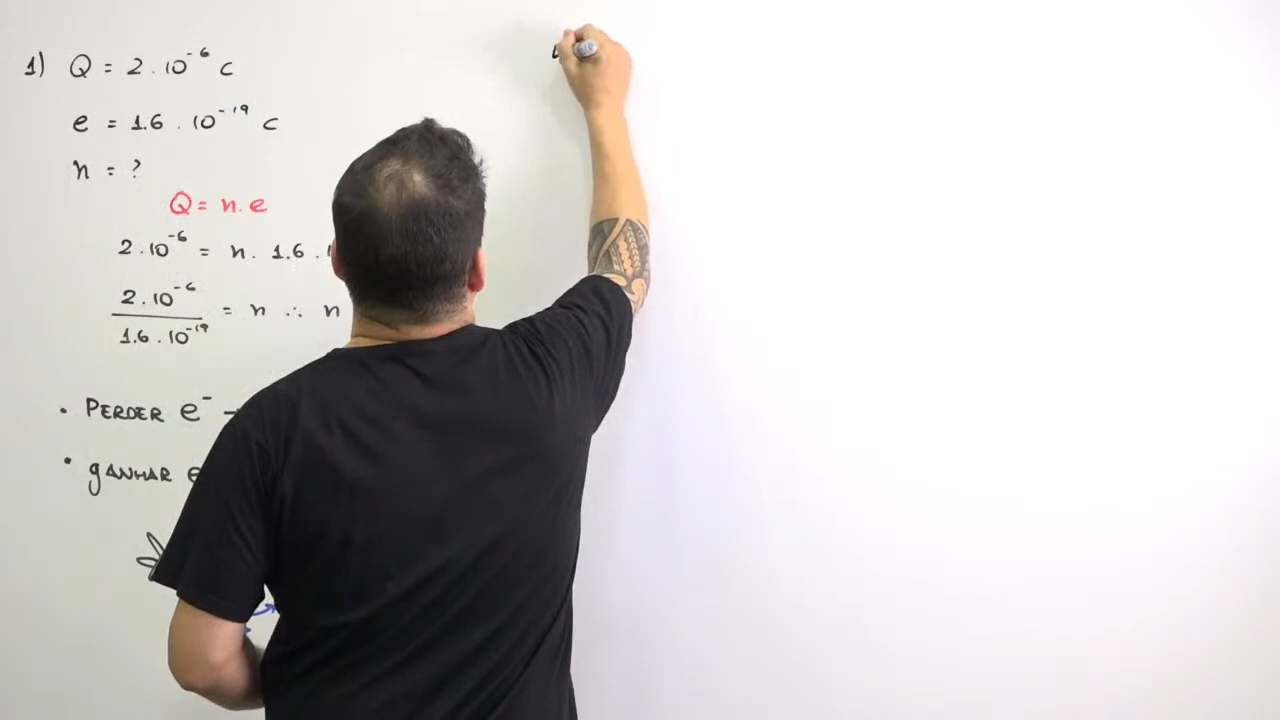 1) Q = 2.10⁻⁶ C
e = 1.6 . 10⁻¹⁹ C
n = ?
Q = n.e
2.10⁻⁶ = n. 1.6 .
2.10⁻⁶
1.6.10⁻¹⁹
= n ∴ n
• PERDER e⁻
• GANHAR e